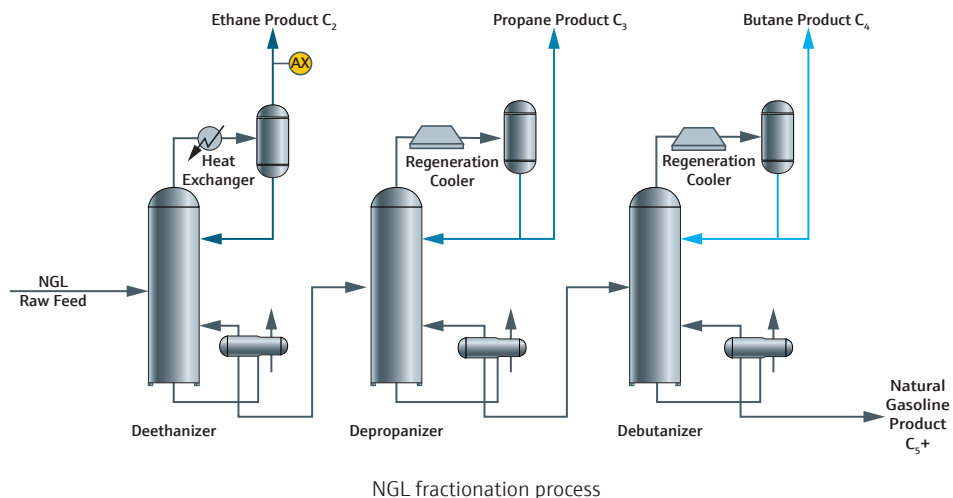 Ethane Product C₂
Propane Product C₃
Butane Product C₄
AX
Heat
Exchanger
Regeneration
Cooler
Regeneration
Cooler
NGL
Raw Feed
Deethanizer
Depropanizer
Debutanizer
Natural
Gasoline
Product
C₅+
NGL fractionation process